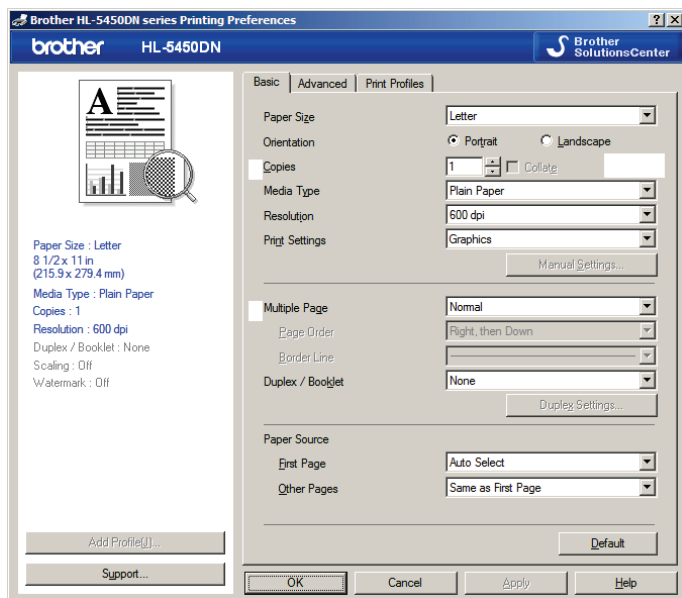 Brother HL-5450DN series Printing Preferences
brother HL-5450DN
Brother
SolutionsCenter
A
Paper Size : Letter
8 1/2 x 11 in
(215.9 x 279.4 mm)
Media Type : Plain Paper
Copies : 1
Resolution : 600 dpi
Duplex / Booklet : None
Scaling : Off
Watermark : Off
Add Profile(J)...
Support...
Basic Advanced Print Profiles
Paper Size Letter
Orientation Portrait Landscape
Copies 1 Collate
Media Type Plain Paper
Resolution 600 dpi
Print Settings Graphics
Manual Settings...
Multiple Page Normal
Page Order Right, then Down
Border Line
Duplex / Booklet None
Duplex Settings...
Paper Source
First Page Auto Select
Other Pages Same as First Page
Default
OK Cancel Apply Help